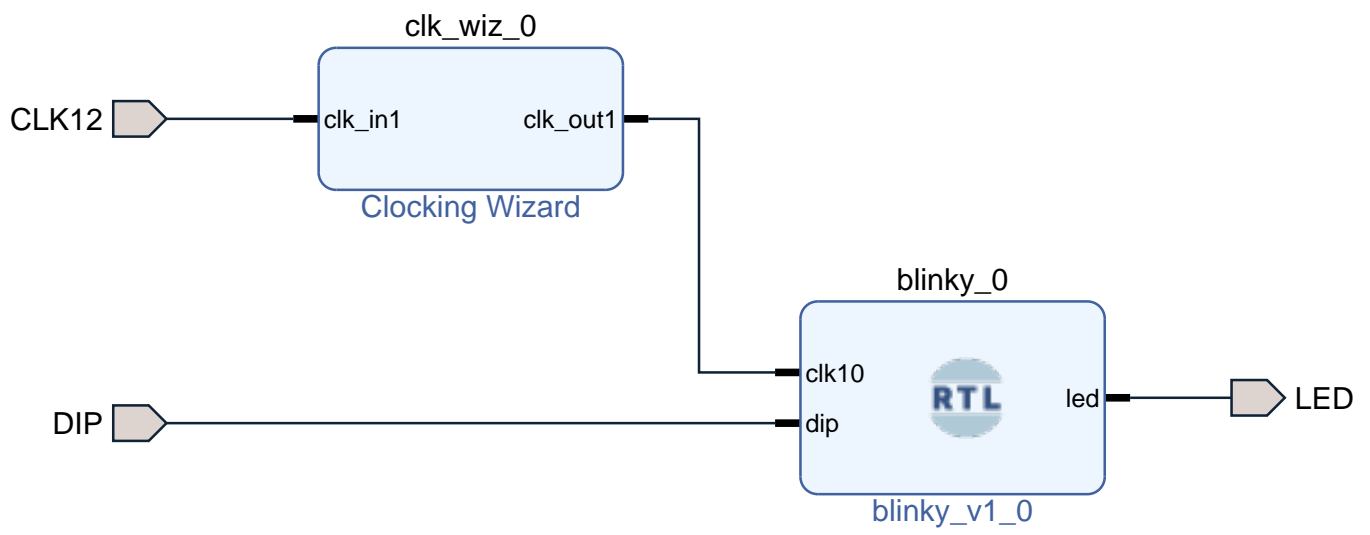 clk_wiz_0
CLK12
clk_in1
clk_out1
Clocking Wizard
blinky_0
clk10
RTL
led
LED
DIP
dip
blinky_v1_0